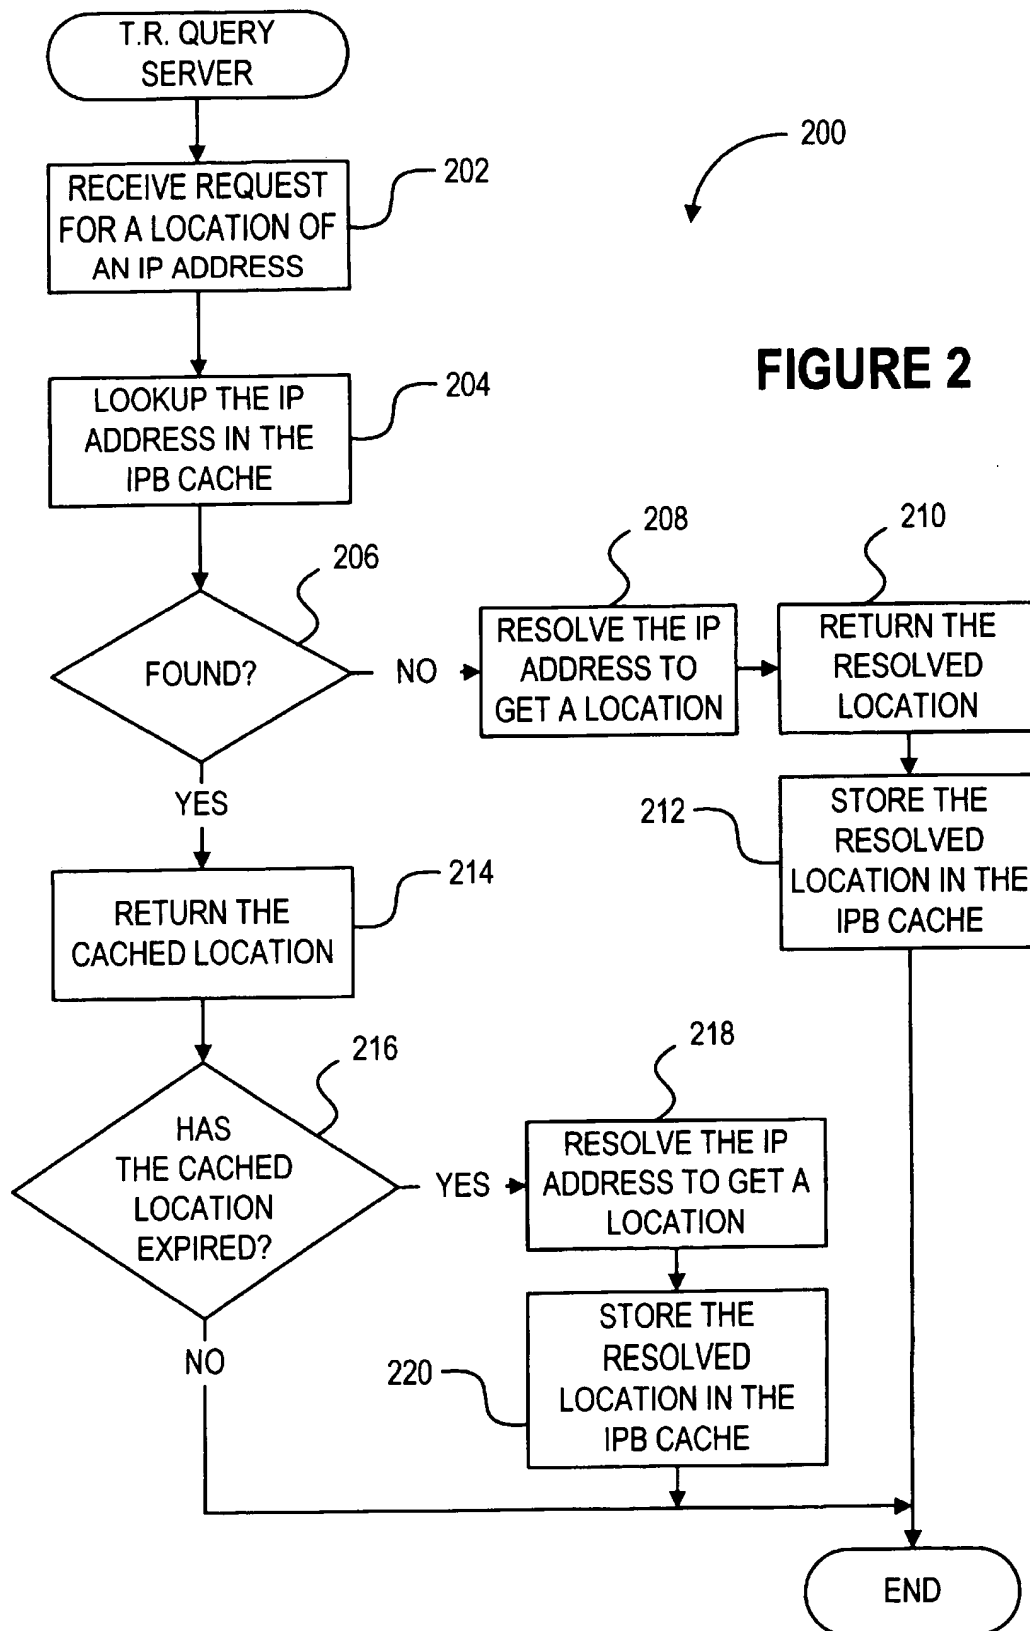 T.R. QUERY
SERVER
200
RECEIVE REQUEST
FOR A LOCATION OF
AN IP ADDRESS
202
FIGURE 2
LOOKUP THE IP
ADDRESS IN THE
IPB CACHE
204
206
FOUND?
NO
208
RESOLVE THE IP
ADDRESS TO
GET A LOCATION
210
RETURN THE
RESOLVED
LOCATION
212
STORE THE
RESOLVED
LOCATION IN THE
IPB CACHE
YES
214
RETURN THE
CACHED LOCATION
216
HAS
THE CACHED
LOCATION
EXPIRED?
YES
218
RESOLVE THE IP
ADDRESS TO GET A
LOCATION
220
STORE THE
RESOLVED
LOCATION IN THE
IPB CACHE
NO
END